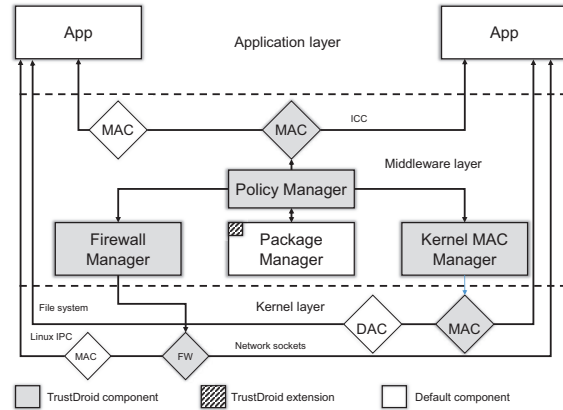 App
App
Application layer
MAC
MAC
ICC
Middleware layer
Policy Manager
Firewall
Manager
Package
Manager
Kernel MAC
Manager
File system
Kernel layer
DAC
MAC
Linux IPC
MAC
FW
Network sockets
TrustDroid component
TrustDroid extension
Default component